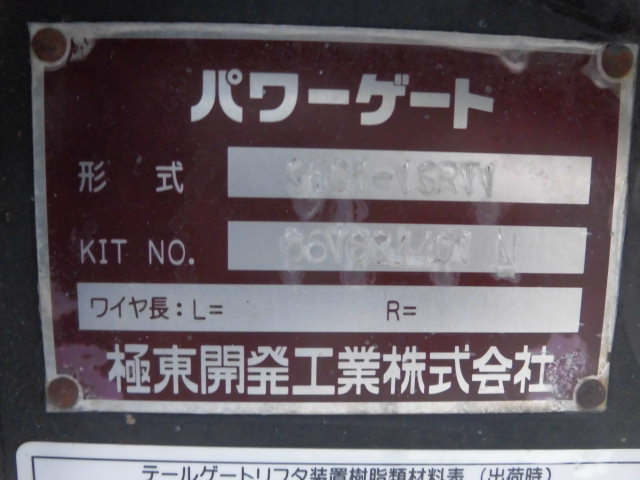 パワーゲート
形 式
KIT NO.
ワイヤ長:L= R=
極東開発工業株式会社
テールゲートリフタ装置樹脂類材料表(出荷時)